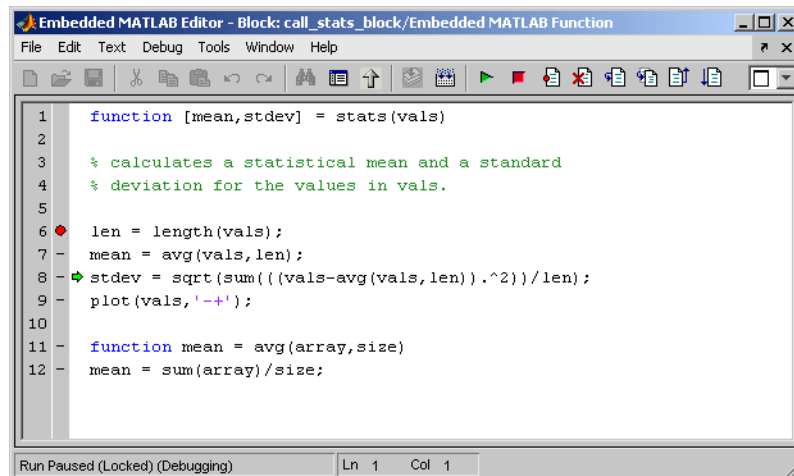 Embedded MATLAB Editor - Block: call_stats_block/Embedded MATLAB Function
File Edit Text Debug Tools Window Help
1 function [mean,stdev] = stats(vals)
2
3 % calculates a statistical mean and a standard
4 % deviation for the values in vals.
5
6 len = length(vals);
7 - mean = avg(vals,len);
8 - stdev = sqrt(sum(((vals-avg(vals,len)).^2))/len);
9 - plot(vals,'-+');
10
11 - function mean = avg(array,size)
12 - mean = sum(array)/size;
Run Paused (Locked) (Debugging) Ln 1 Col 1